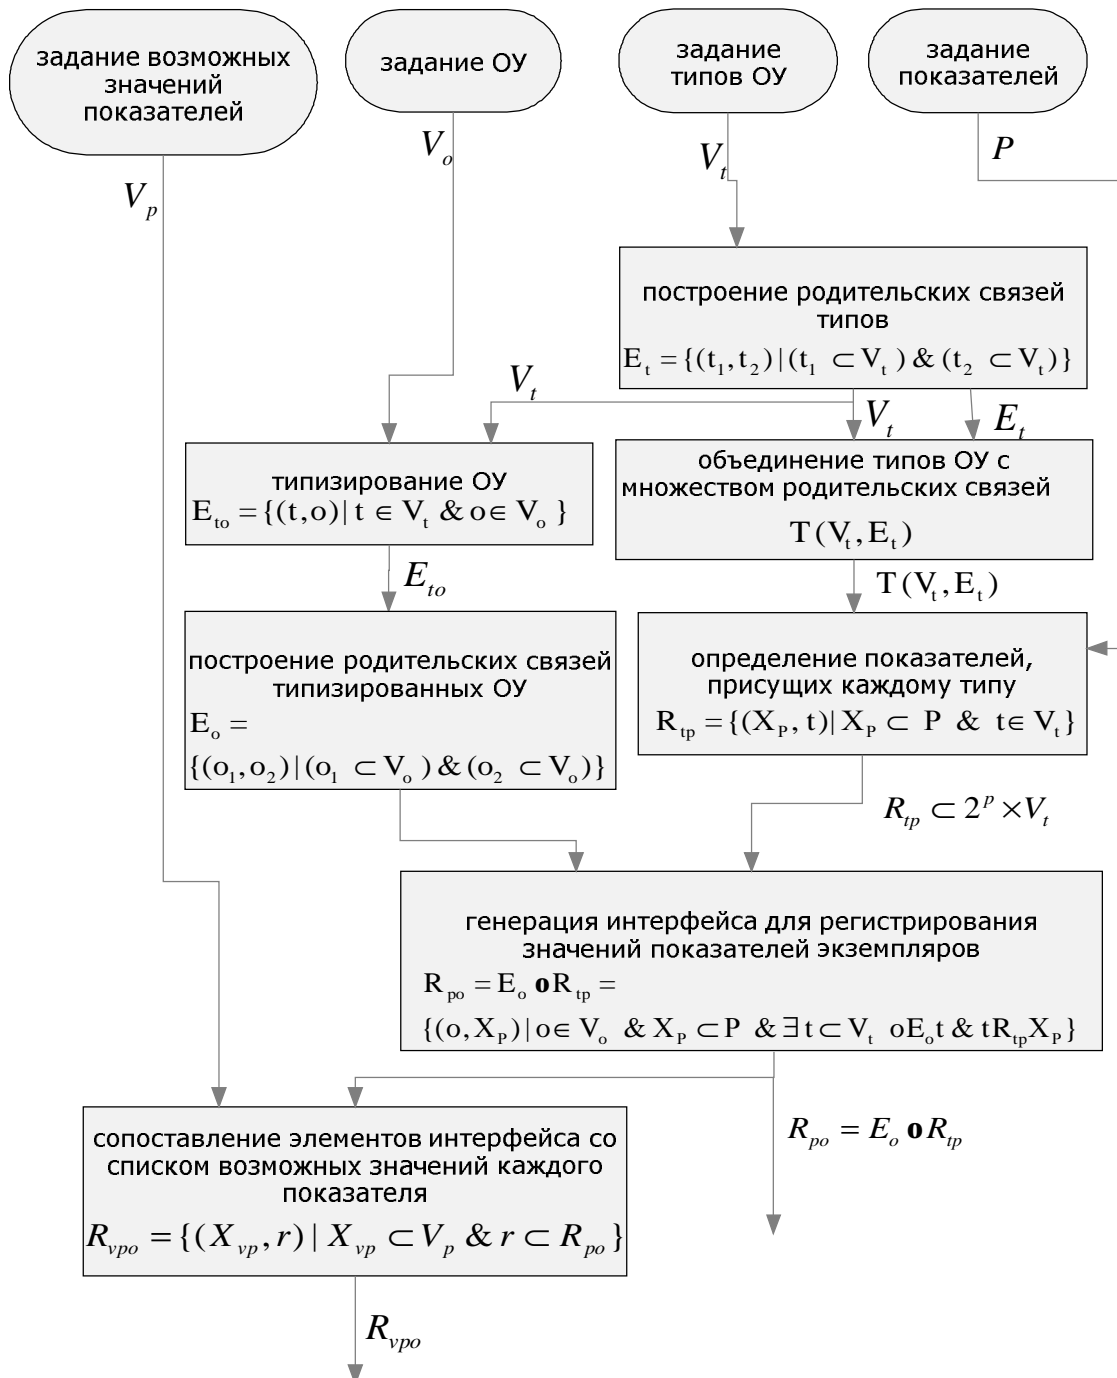 задание возможных
значений
показателей
задание ОУ
задание
типов ОУ
задание
показателей
V_p
V_o
V_t
P
построение родительских связей
типов
E_t = {(t_1, t_2) | (t_1 ⊂ V_t ) & (t_2 ⊂ V_t)}
V_t
V_t
E_t
типизирование ОУ
E_to = {(t, o) | t ∈ V_t & o ∈ V_o }
объединение типов ОУ с
множеством родительских связей
T (V_t, E_t)
E_to
T (V_t, E_t)
построение родительских связей
типизированных ОУ
E_o =
{(o_1, o_2) | (o_1 ⊂ V_o ) & (o_2 ⊂ V_o)}
определение показателей,
присущих каждому типу
R_tp = {(X_P, t) | X_P ⊂ P & t ∈ V_t}
R_tp ⊂ 2^p × V_t
генерация интерфейса для регистрирования
значений показателей экземпляров
R_po = E_o o R_tp =
{(o, X_P) | o ∈ V_o & X_P ⊂ P & ∃ t ⊂ V_t oE_ot & tR_tpX_P}
сопоставление элементов интерфейса со
списком возможных значений каждого
показателя
R_vpo = {(X_vp, r) | X_vp ⊂ V_p & r ⊂ R_po}
R_po = E_o o R_tp
R_vpo